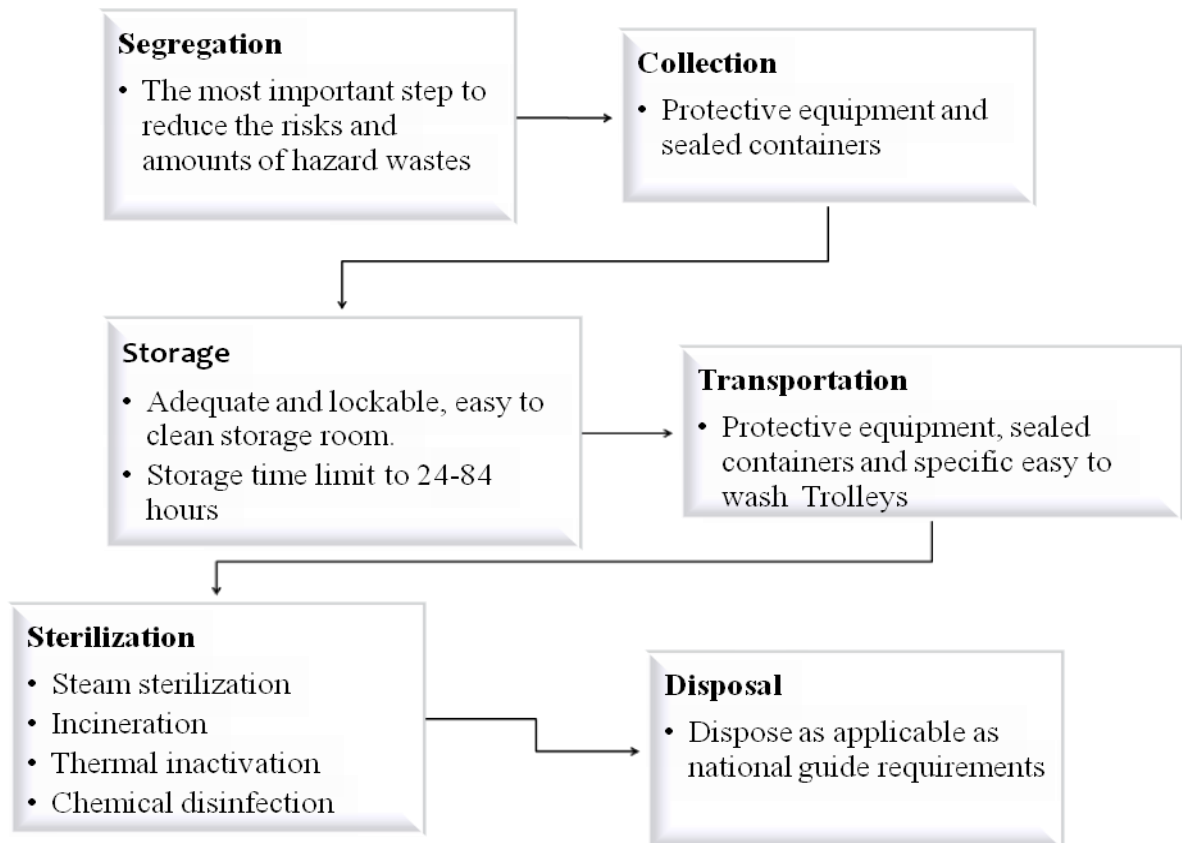 Segregation
• The most important step to
reduce the risks and
amounts of hazard wastes
Collection
• Protective equipment and
sealed containers
Storage
• Adequate and lockable, easy to
clean storage room.
• Storage time limit to 24-84
hours
Transportation
• Protective equipment, sealed
containers and specific easy to
wash Trolleys
Sterilization
• Steam sterilization
• Incineration
• Thermal inactivation
• Chemical disinfection
Disposal
• Dispose as applicable as
national guide requirements